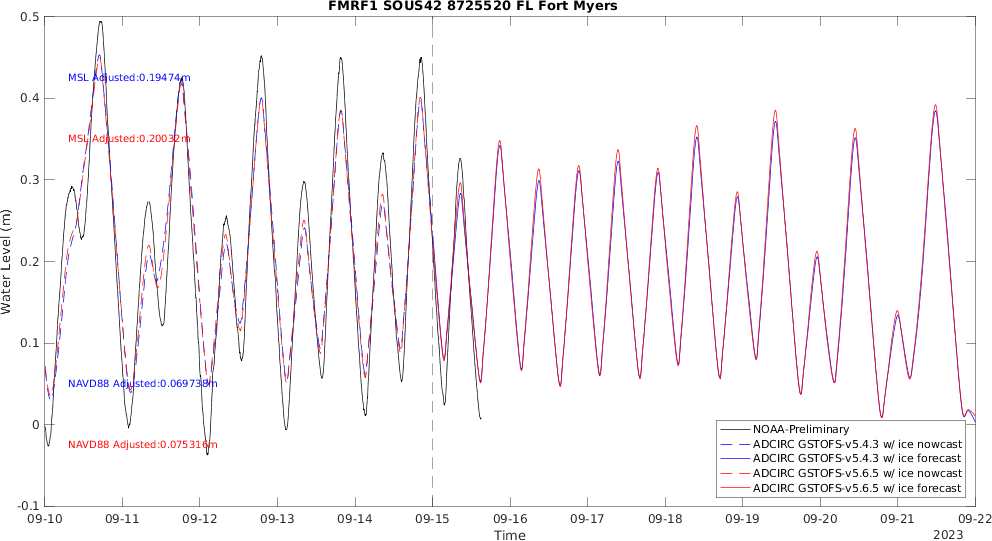 FMRF1 SOUS42 8725520 FL Fort Myers
0.5
0.4
0.3
0.2
0.1
0
-0.1
Water Level (m)
MSL Adjusted:0.19474m
MSL Adjusted:0.20032m
NAVD88 Adjusted:0.069738m
NAVD88 Adjusted:0.075316m
NOAA-Preliminary
ADCIRC GSTOFS-v5.4.3 w/ ice nowcast
ADCIRC GSTOFS-v5.4.3 w/ ice forecast
ADCIRC GSTOFS-v5.6.5 w/ ice nowcast
ADCIRC GSTOFS-v5.6.5 w/ ice forecast
09-10 09-11 09-12 09-13 09-14 09-15 09-16 09-17 09-18 09-19 09-20 09-21 09-22
Time
2023